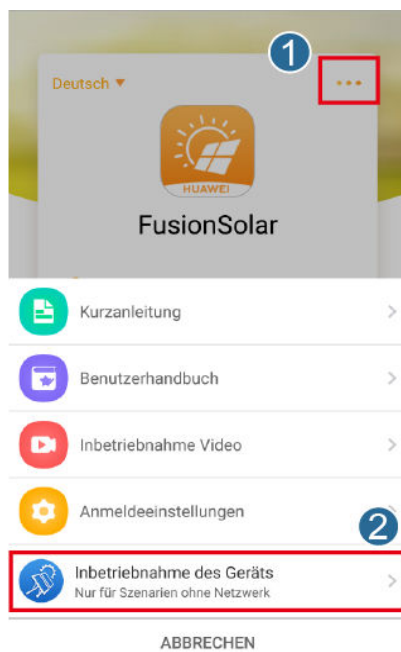 1
Deutsch
HUAWEI
FusionSolar
Kurzanleitung
Benutzerhandbuch
Inbetriebnahme Video
Anmeldeeinstellungen
2
Inbetriebnahme des Geräts
Nur für Szenarien ohne Netzwerk
ABBRECHEN